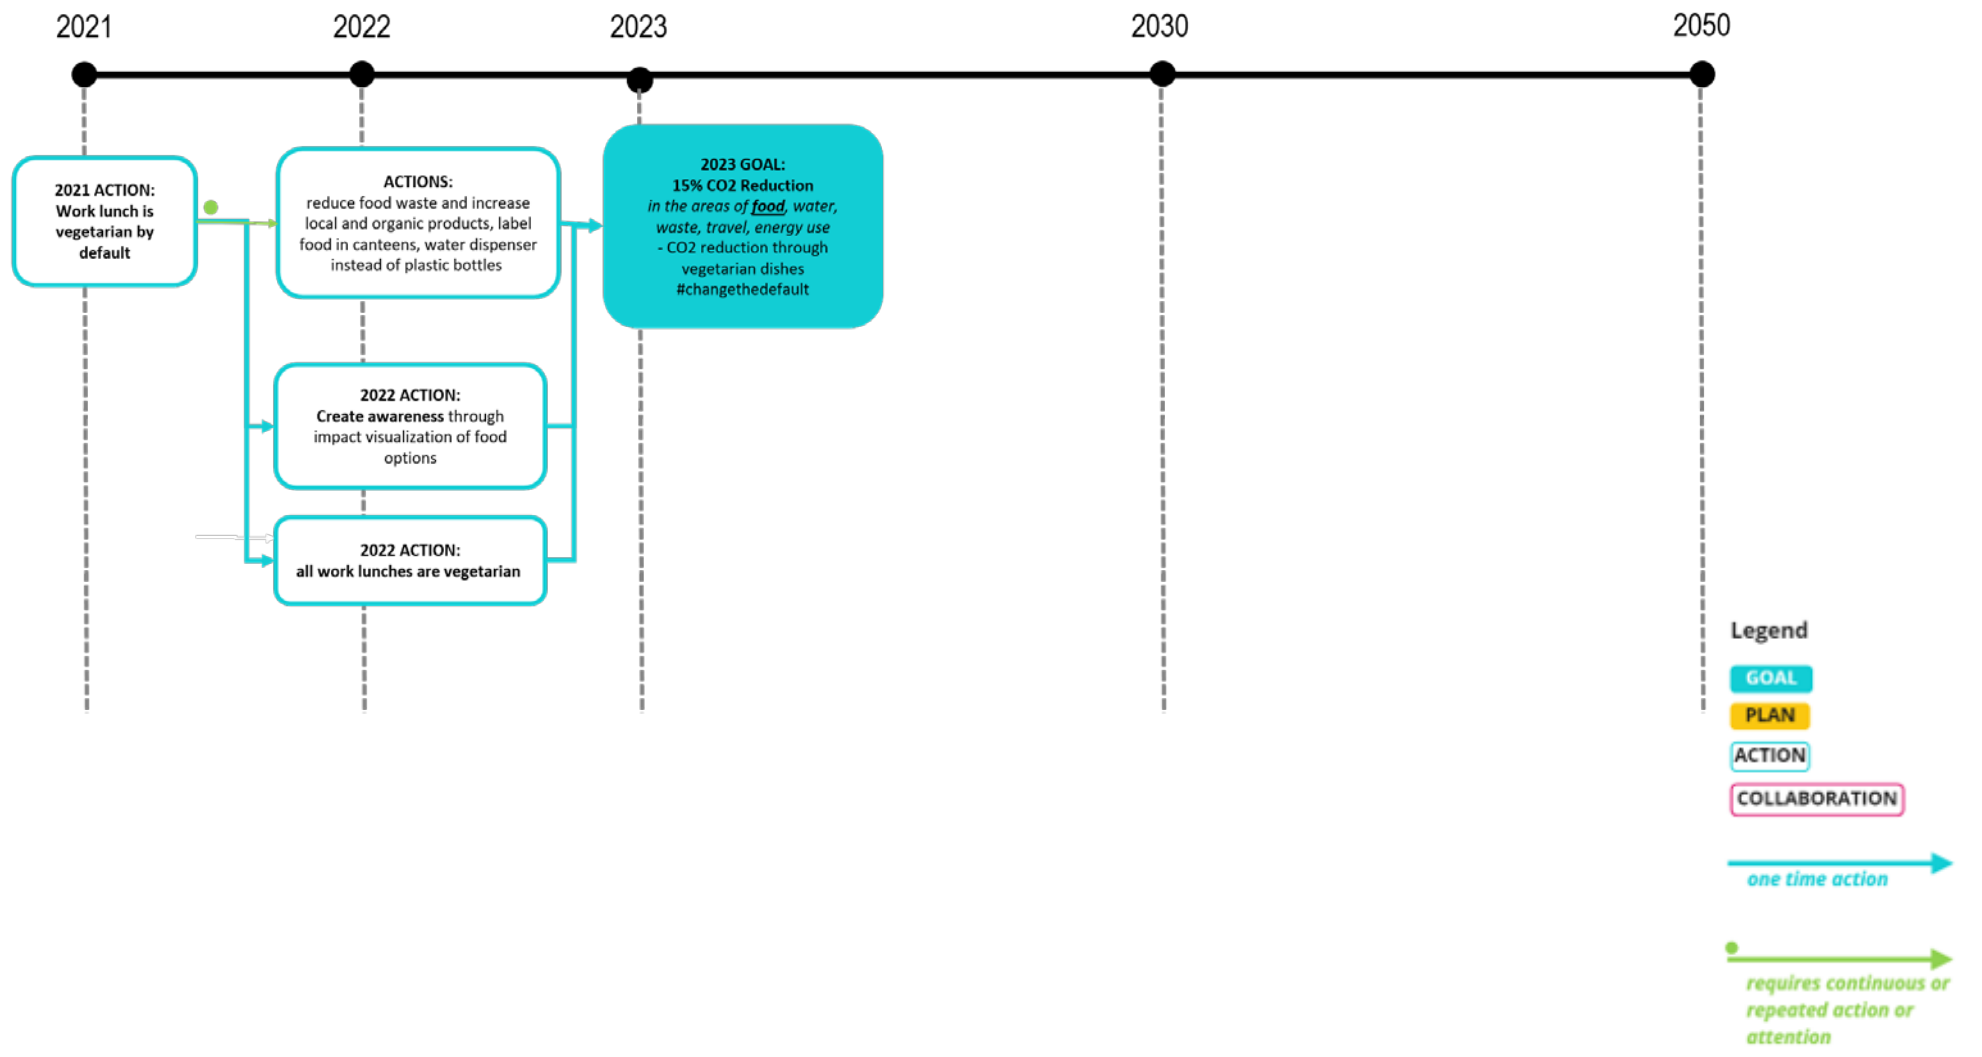 2021
2022
2023
2030
2050
2021 ACTION:
Work lunch is
vegetarian by
default
ACTIONS:
reduce food waste and increase
local and organic products, label
food in canteens, water dispenser
instead of plastic bottles
2023 GOAL:
15% CO2 Reduction
in the areas of food, water,
waste, travel, energy use
- CO2 reduction through
vegetarian dishes
#changethedefault
2022 ACTION:
Create awareness through
impact visualization of food
options
2022 ACTION:
all work lunches are vegetarian
Legend
GOAL
PLAN
ACTION
COLLABORATION
one time action
requires continuous or
repeated action or
attention